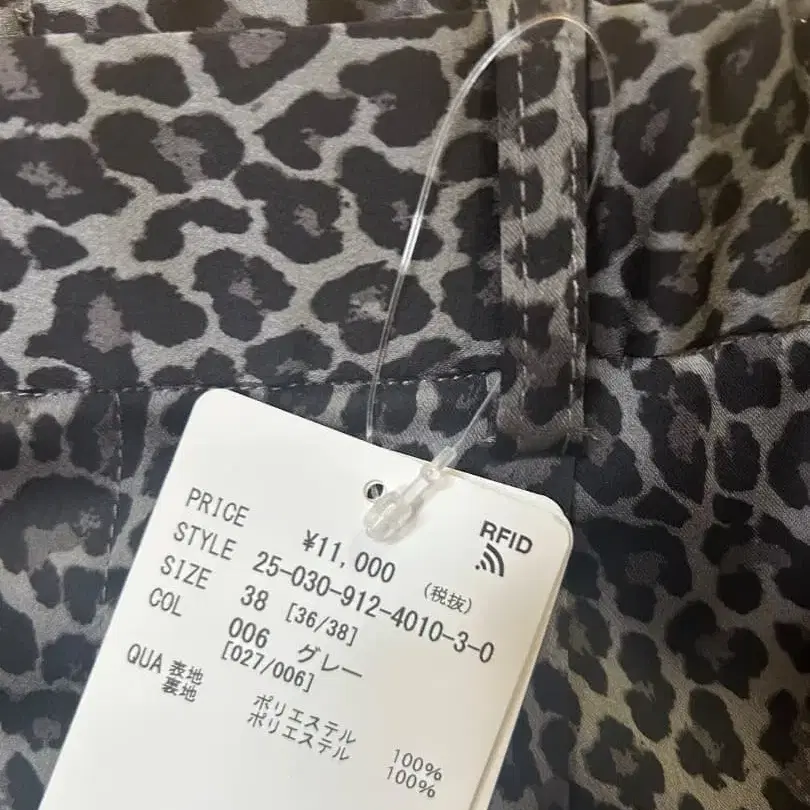 RFID
PRICE ¥11,000 (税抜)
STYLE 25-030-912-4010-3-0
SIZE 38 [36/38]
COL 006 グレー
[027/006]
QUA 表地 ポリエステル 100%
裏地 ポリエステル 100%